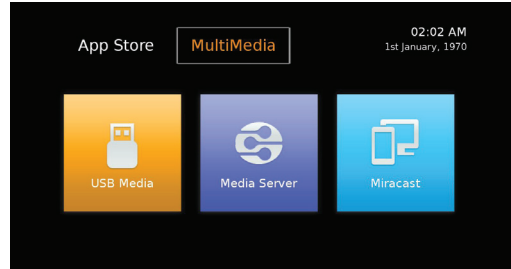 App Store
MultiMedia
02:02 AM
1st January, 1970
USB Media
Media Server
Miracast